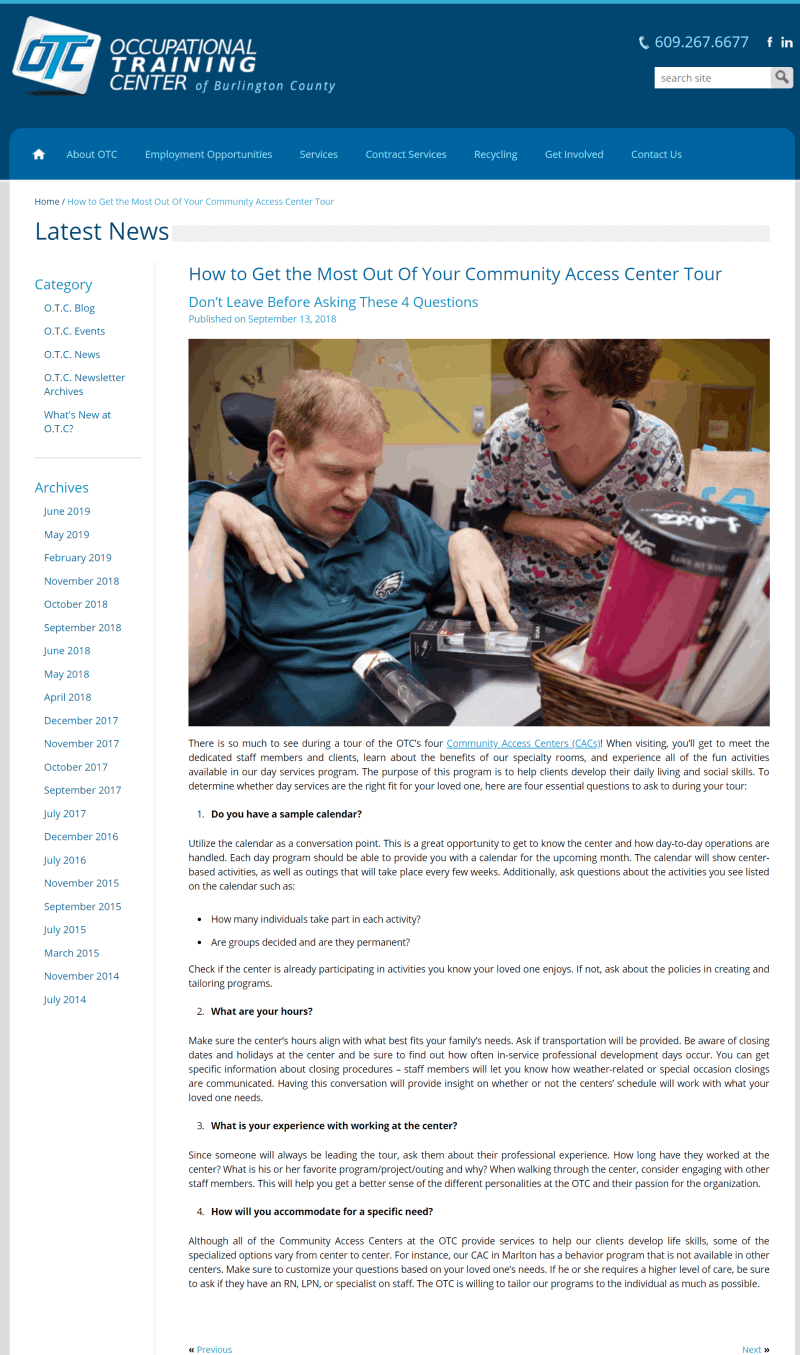 OTC
OCCUPATIONAL
TRAINING
CENTER of Burlington County
609.267.6677
f in
search site
About OTC Employment Opportunities Services Contract Services Recycling Get Involved Contact Us
Home / How to Get the Most Out Of Your Community Access Center Tour
Latest News
Category
O.T.C. Blog
O.T.C. Events
O.T.C. News
O.T.C. Newsletter
Archives
What's New at
O.T.C?
Archives
June 2019
May 2019
February 2019
November 2018
October 2018
September 2018
June 2018
May 2018
April 2018
December 2017
November 2017
October 2017
September 2017
July 2017
December 2016
July 2016
November 2015
September 2015
July 2015
March 2015
November 2014
July 2014
How to Get the Most Out Of Your Community Access Center Tour
Don't Leave Before Asking These 4 Questions
Published on September 13, 2018
Lolita
There is so much to see during a tour of the OTC's four Community Access Centers (CACs)! When visiting, you'll get to meet the
dedicated staff members and clients, learn about the benefits of our specialty rooms, and experience all of the fun activities
available in our day services program. The purpose of this program is to help clients develop their daily living and social skills. To
determine whether day services are the right fit for your loved one, here are four essential questions to ask to during your tour:
1. Do you have a sample calendar?
Utilize the calendar as a conversation point. This is a great opportunity to get to know the center and how day-to-day operations are
handled. Each day program should be able to provide you with a calendar for the upcoming month. The calendar will show center-
based activities, as well as outings that will take place every few weeks. Additionally, ask questions about the activities you see listed
on the calendar such as:
• How many individuals take part in each activity?
• Are groups decided and are they permanent?
Check if the center is already participating in activities you know your loved one enjoys. If not, ask about the policies in creating and
tailoring programs.
2. What are your hours?
Make sure the center's hours align with what best fits your family's needs. Ask if transportation will be provided. Be aware of closing
dates and holidays at the center and be sure to find out how often in-service professional development days occur. You can get
specific information about closing procedures – staff members will let you know how weather-related or special occasion closings
are communicated. Having this conversation will provide insight on whether or not the centers' schedule will work with what your
loved one needs.
3. What is your experience with working at the center?
Since someone will always be leading the tour, ask them about their professional experience. How long have they worked at the
center? What is his or her favorite program/project/outing and why? When walking through the center, consider engaging with other
staff members. This will help you get a better sense of the different personalities at the OTC and their passion for the organization.
4. How will you accommodate for a specific need?
Although all of the Community Access Centers at the OTC provide services to help our clients develop life skills, some of the
specialized options vary from center to center. For instance, our CAC in Marlton has a behavior program that is not available in other
centers. Make sure to customize your questions based on your loved one's needs. If he or she requires a higher level of care, be sure
to ask if they have an RN, LPN, or specialist on staff. The OTC is willing to tailor our programs to the individual as much as possible.
« Previous
Next »